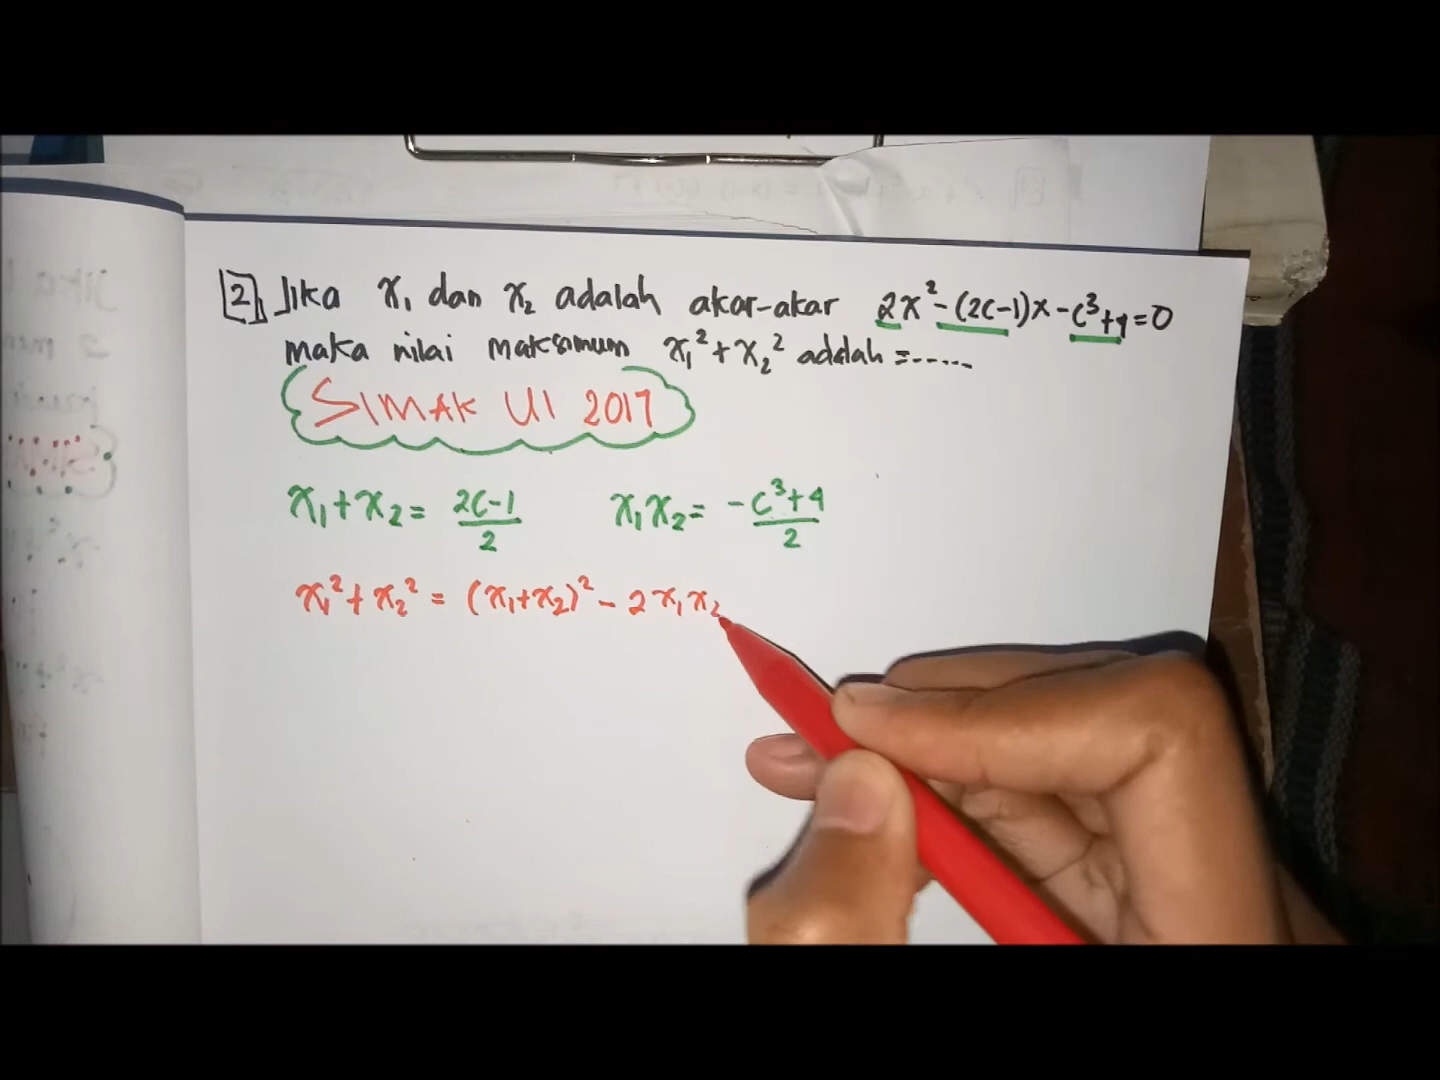 2 Jika x₁ dan x₂ adalah akar-akar 2x² - (2c-1)x - c³+4 = 0
maka nilai maksimum x₁² + x₂² adalah = ......
SIMAK UI 2017
x₁ + x₂ = (2c-1)/2 x₁x₂ = (-c³+4)/2
x₁² + x₂² = (x₁+x₂)² - 2x₁x₂